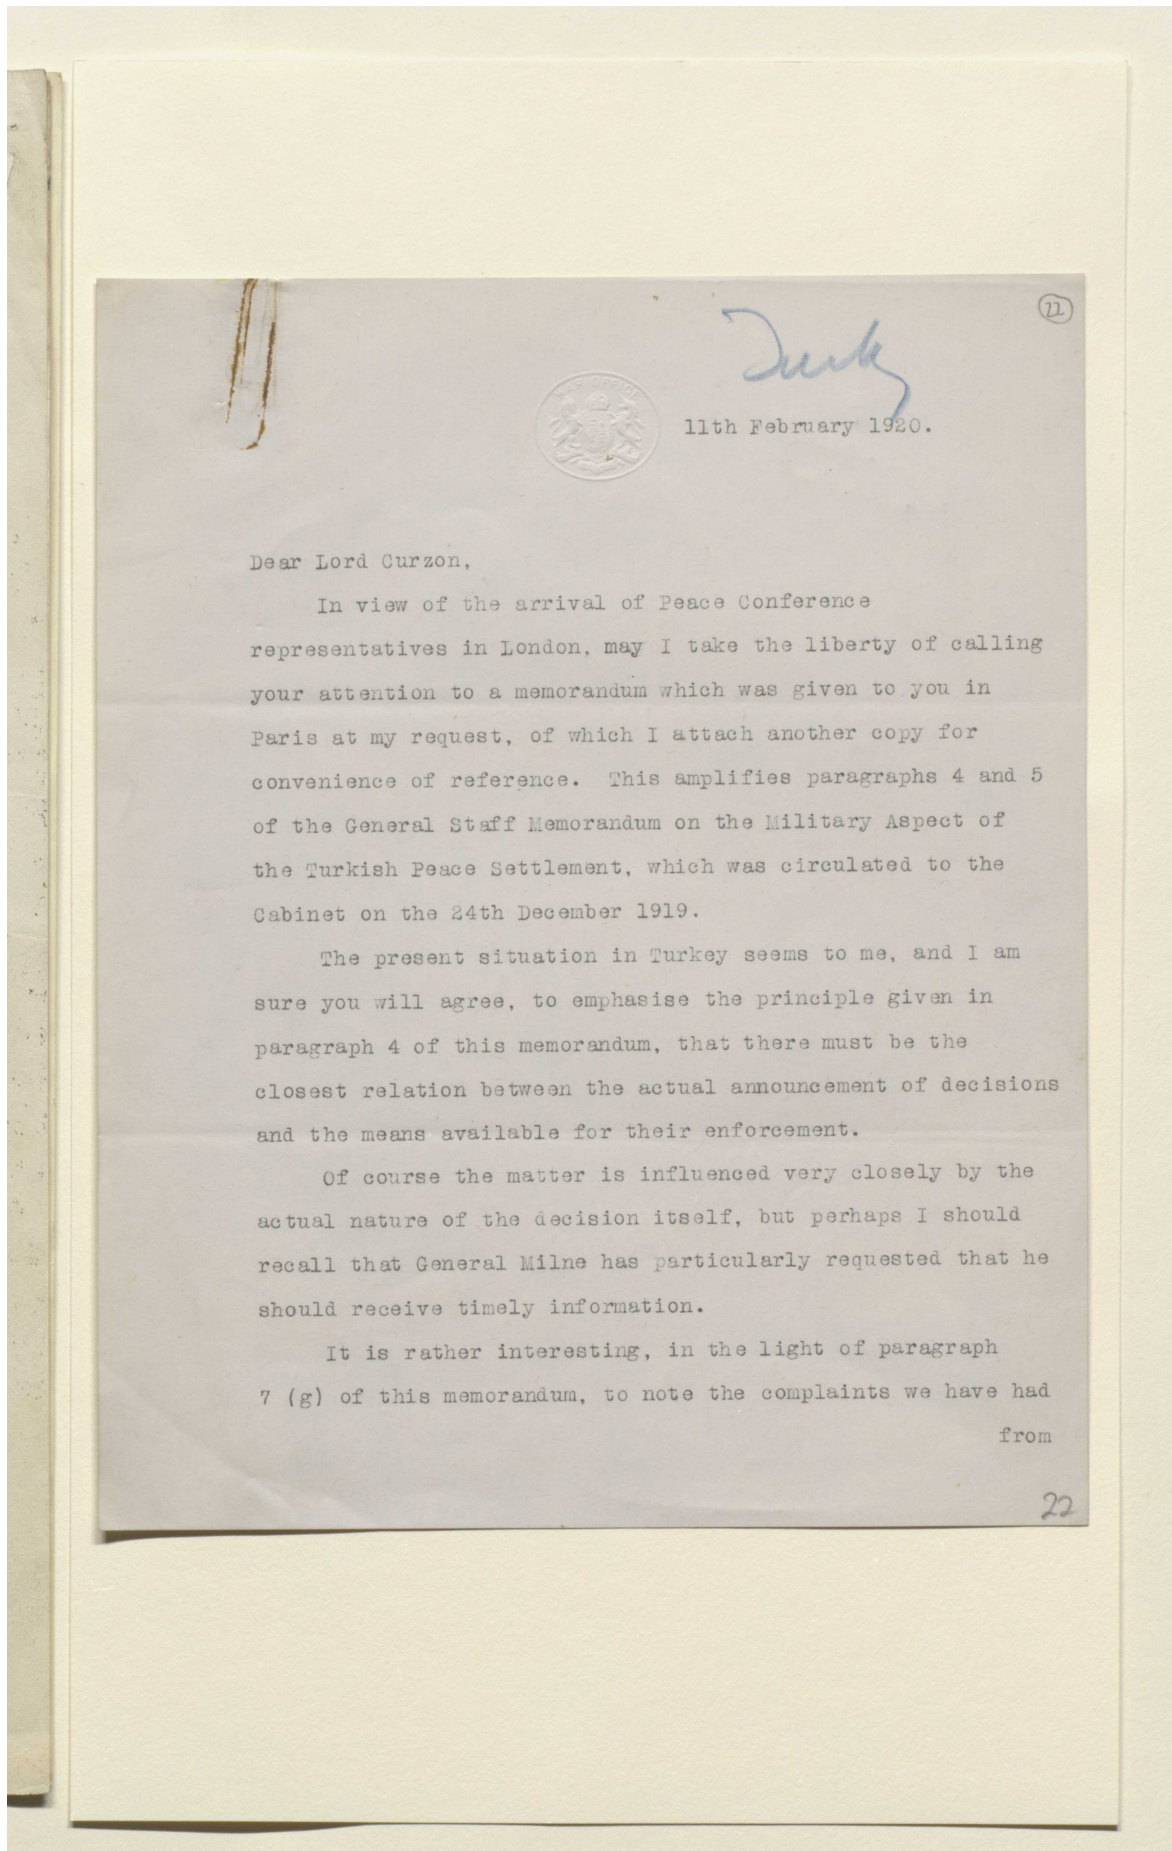 22
Turkey
WAR OFFICE
11th February 1920.
Dear Lord Curzon,
In view of the arrival of Peace Conference
representatives in London, may I take the liberty of calling
your attention to a memorandum which was given to you in
Paris at my request, of which I attach another copy for
convenience of reference. This amplifies paragraphs 4 and 5
of the General Staff Memorandum on the Military Aspect of
the Turkish Peace Settlement, which was circulated to the
Cabinet on the 24th December 1919.
The present situation in Turkey seems to me, and I am
sure you will agree, to emphasise the principle given in
paragraph 4 of this memorandum, that there must be the
closest relation between the actual announcement of decisions
and the means available for their enforcement.
Of course the matter is influenced very closely by the
actual nature of the decision itself, but perhaps I should
recall that General Milne has particularly requested that he
should receive timely information.
It is rather interesting, in the light of paragraph
7 (g) of this memorandum, to note the complaints we have had
from
22